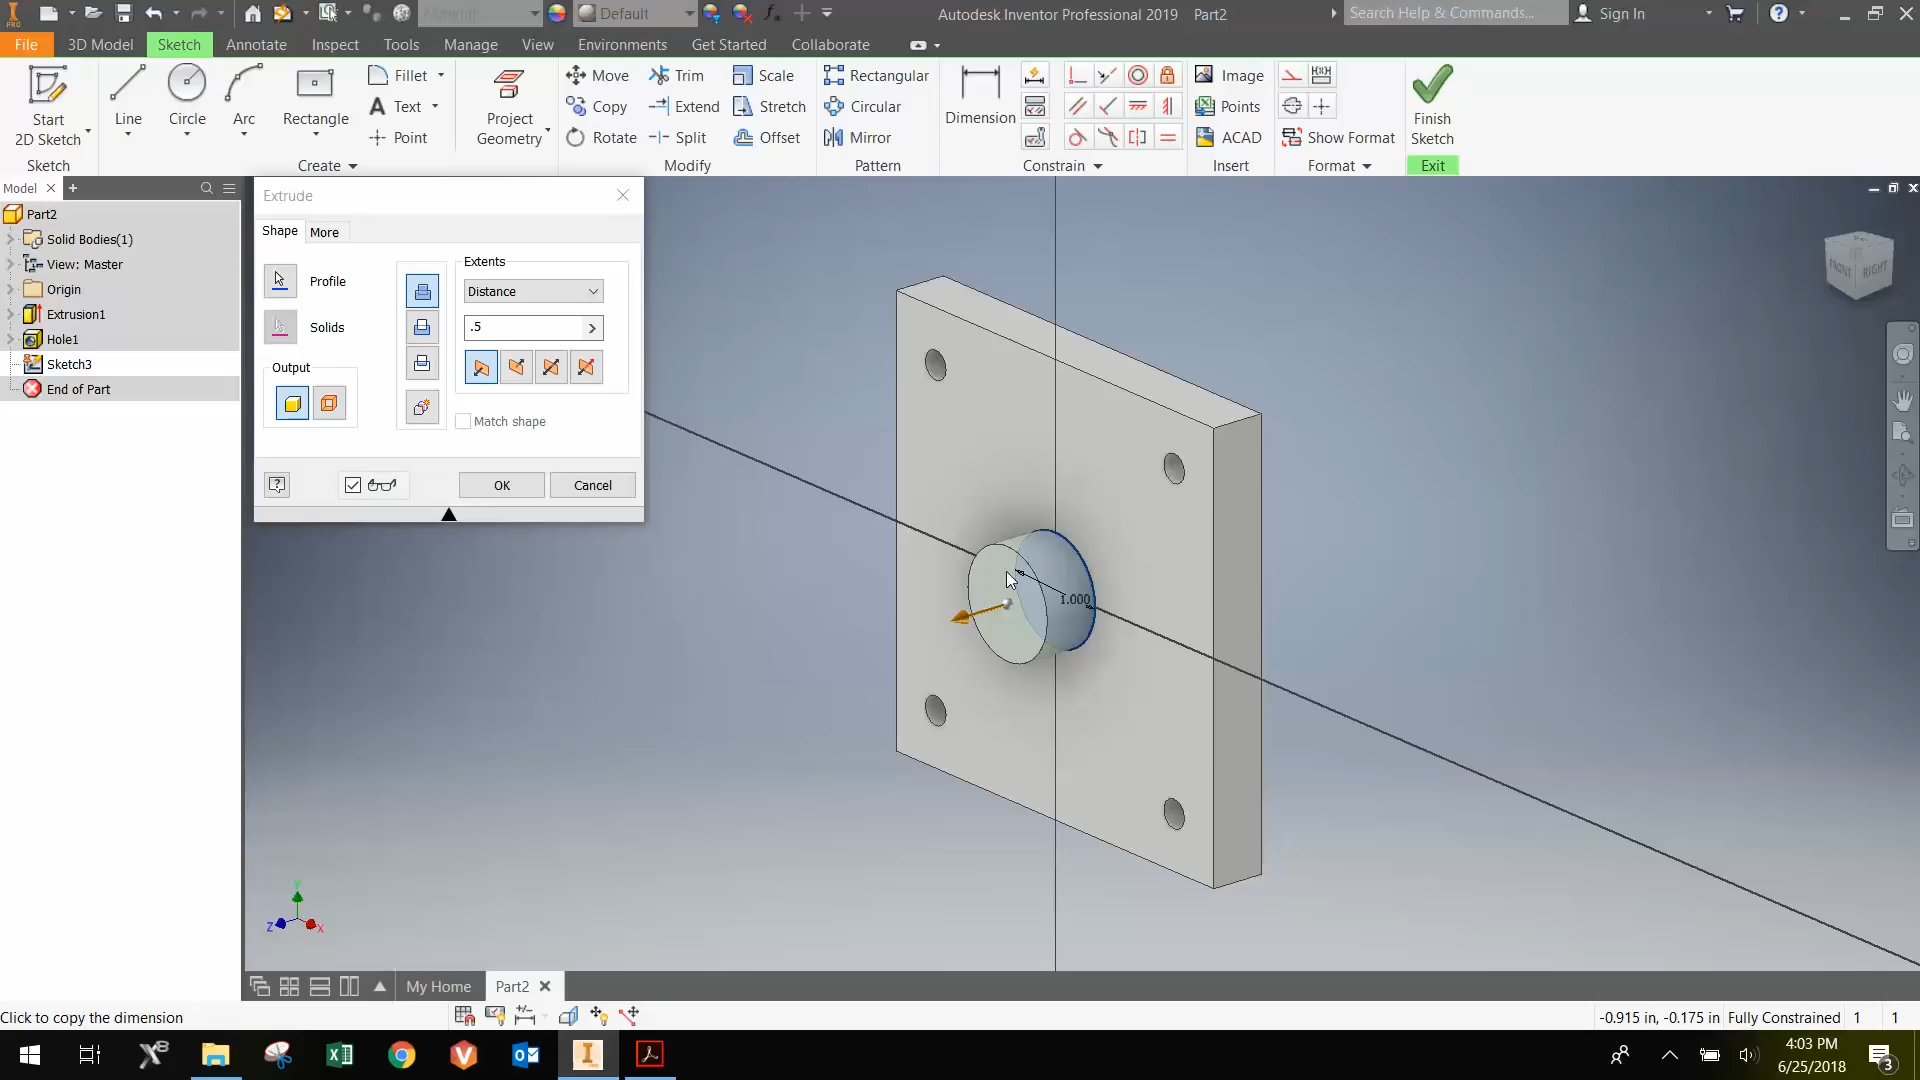 Default
Autodesk Inventor Professional 2019 Part2
Search Help & Commands...
Sign In
File
3D Model
Sketch
Annotate
Inspect
Tools
Manage
View
Environments
Get Started
Collaborate
Start
2D Sketch
Sketch
Line
Circle
Arc
Rectangle
Fillet
Text
Point
Create
Project
Geometry
Move
Copy
Rotate
Trim
Extend
Split
Scale
Stretch
Offset
Modify
Rectangular
Circular
Mirror
Pattern
Dimension
Constrain
Image
Points
ACAD
Insert
Show Format
Format
Finish
Sketch
Exit
Model
Part2
Solid Bodies(1)
View: Master
Origin
Extrusion1
Hole1
Sketch3
End of Part
Extrude
Shape
More
Profile
Solids
Output
Extents
Distance
.5
Match shape
OK
Cancel
FRONT
RIGHT
1.000
Y
Z
X
My Home
Part2
Click to copy the dimension
-0.915 in, -0.175 in
Fully Constrained
1
1
4:03 PM
6/25/2018
3